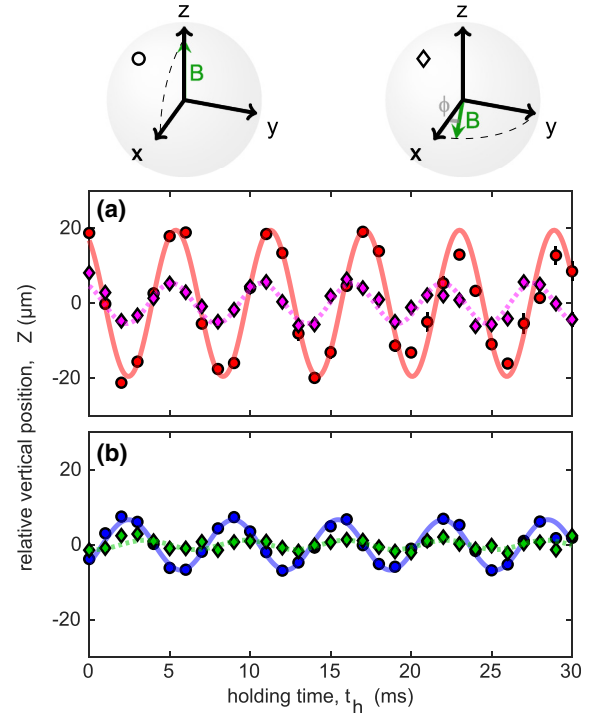 z
z
B
ϕ
B
x
y
x
y
(a)
20
0
-20
relative vertical position, Z (μm)
(b)
20
0
-20
0
5
10
15
20
25
30
holding time, t_h (ms)